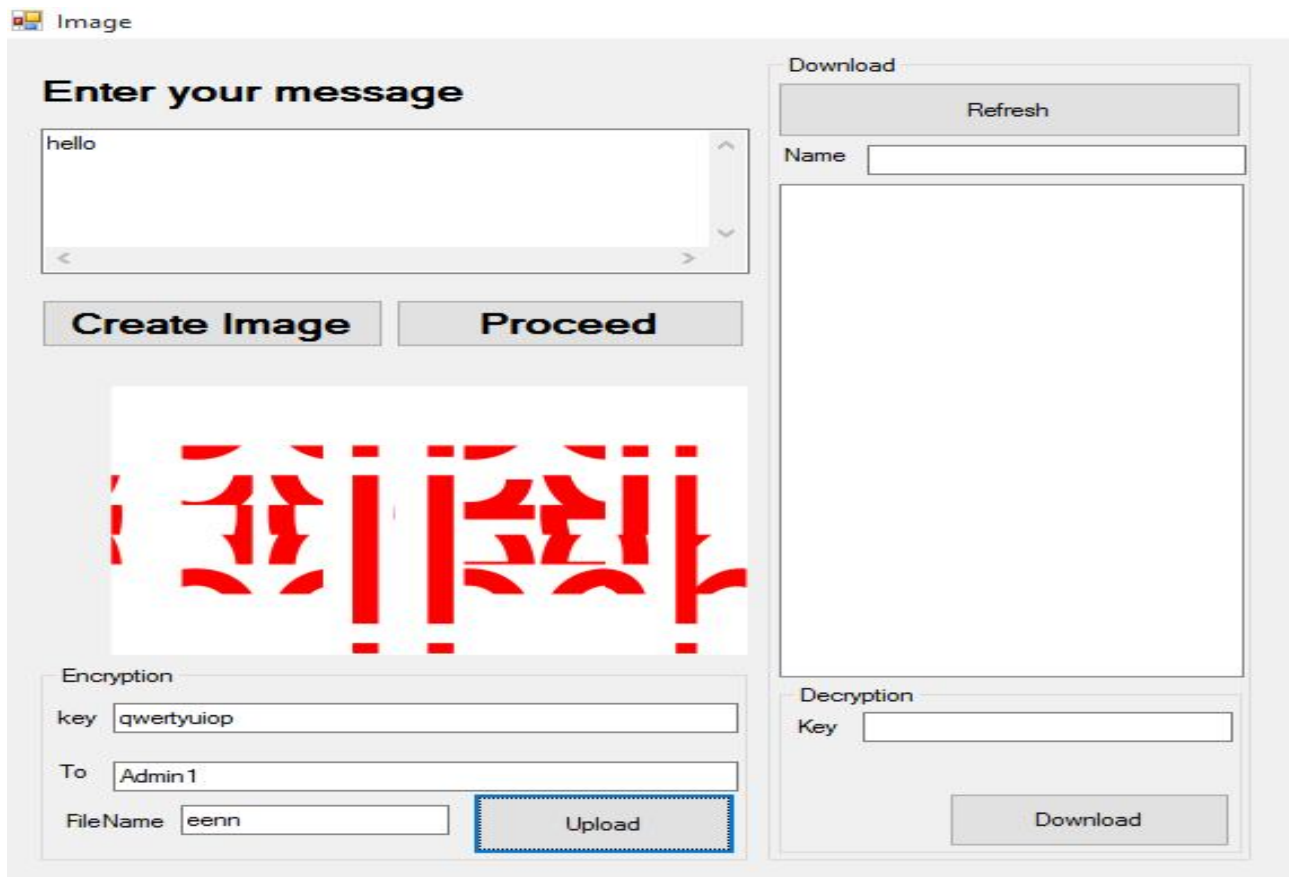 Image
Enter your message
hello
Create Image
Proceed
Encryption
key
qwertyuiop
To
Admin1
FileName
eenn
Upload
Download
Refresh
Name
Decryption
Key
Download